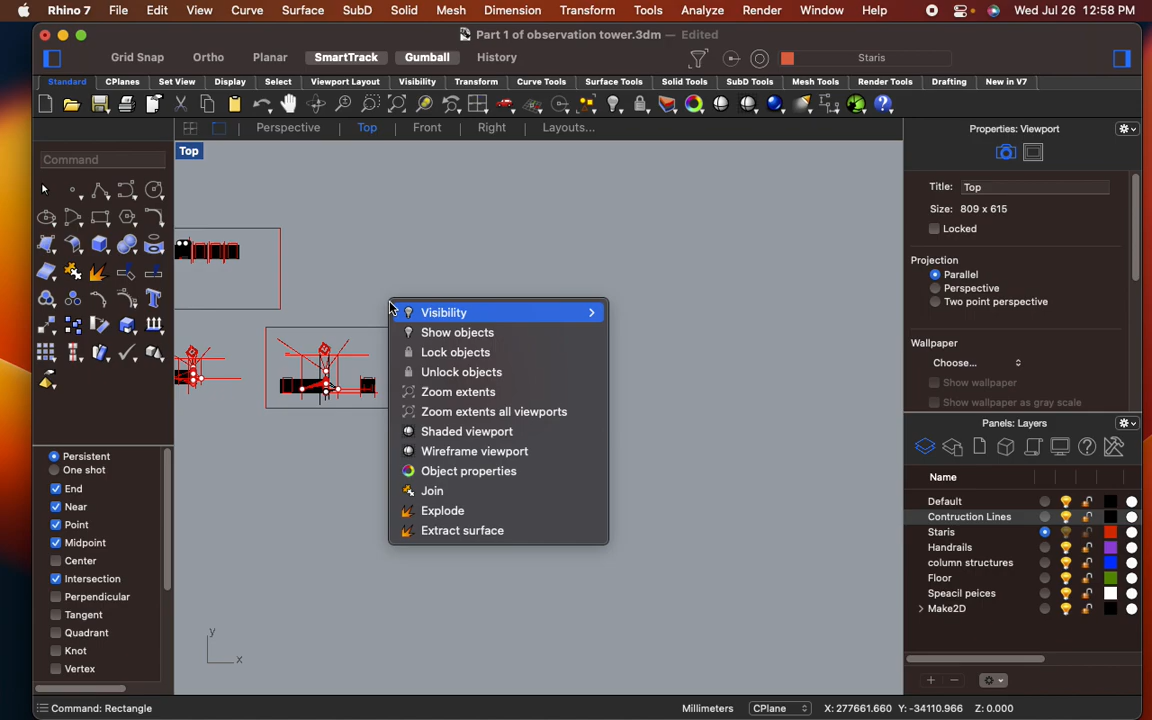 Rhino 7 File Edit View Curve Surface SubD Solid Mesh Dimension Transform Tools Analyze Render Window Help Wed Jul 26 12:58 PM
Part 1 of observation tower.3dm — Edited
Grid Snap Ortho Planar SmartTrack Gumball History Staris
Standard CPlanes Set View Display Select Viewport Layout Visibility Transform Curve Tools Surface Tools Solid Tools SubD Tools Mesh Tools Render Tools Drafting New in V7
Perspective Top Front Right Layouts...
Properties: Viewport
Top
Command
Title: Top
Size: 809 x 615
Locked
Projection
Parallel
Perspective
Two point perspective
Wallpaper
Choose...
Show wallpaper
Show wallpaper as gray scale
Visibility
Show objects
Lock objects
Unlock objects
Zoom extents
Zoom extents all viewports
Shaded viewport
Wireframe viewport
Object properties
Join
Explode
Extract surface
Panels: Layers
Name
Default
Contruction Lines
Staris
Handrails
column structures
Floor
Speacil peices
Make2D
Persistent
One shot
End
Near
Point
Midpoint
Center
Intersection
Perpendicular
Tangent
Quadrant
Knot
Vertex
y
x
Command: Rectangle Millimeters CPlane X: 277661.660 Y: -34110.966 Z: 0.000